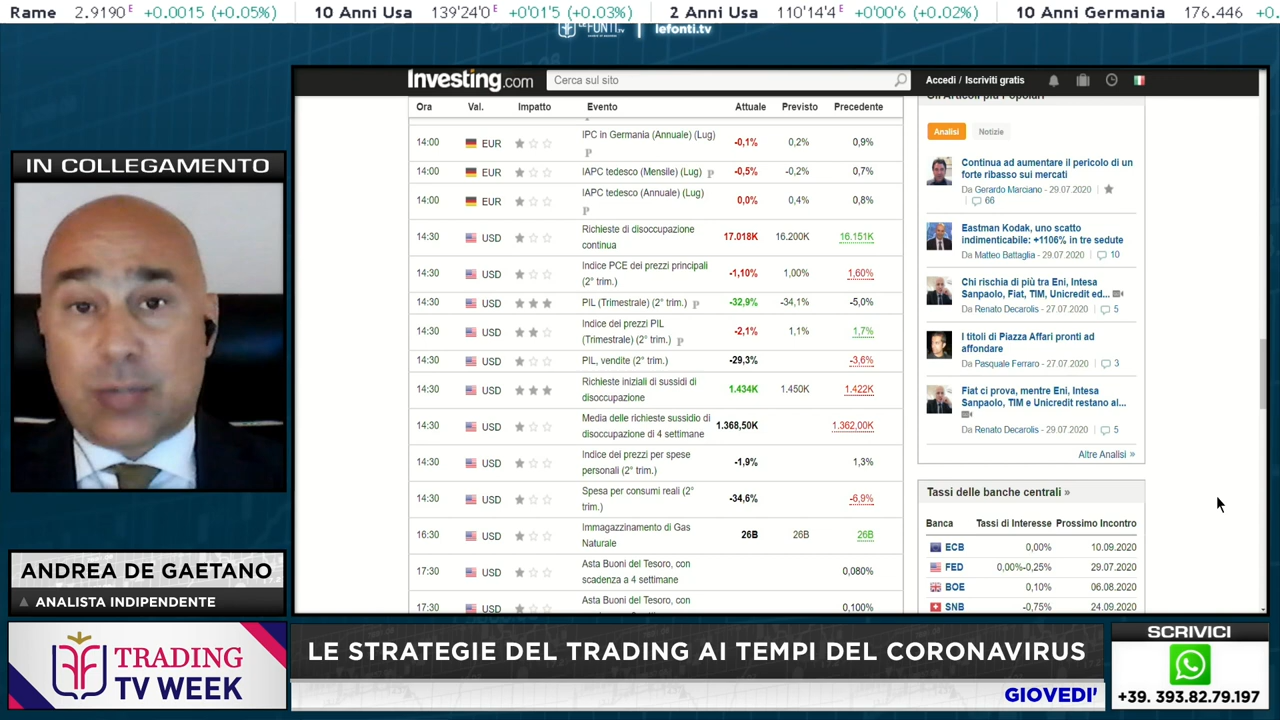 Rame 2.9190 E +0.0015 (+0.05%) 10 Anni Usa 139'24'0 E +0'01'5 (+0.03%) 2 Anni Usa 110'14'4 E +0'00'6 (+0.02%) 10 Anni Germania 176.446 +0.
LEFONTI.TV lefonti.tv
Investing.com Cerca sul sito Accedi / Iscriviti gratis
Ora Val. Impatto Evento Attuale Previsto Precedente
14:00 EUR IPC in Germania (Annuale) (Lug) P -0,1% 0,2% 0,9%
14:00 EUR IAPC tedesco (Mensile) (Lug) P -0,5% -0,2% 0,7%
14:00 EUR IAPC tedesco (Annuale) (Lug) P 0,0% 0,4% 0,8%
14:30 USD Richieste di disoccupazione continua 17.018K 16.200K 16.151K
14:30 USD Indice PCE dei prezzi principali (2° trim.) -1,10% 1,00% 1,60%
14:30 USD PIL (Trimestrale) (2° trim.) P -32,9% -34,1% -5,0%
14:30 USD Indice dei prezzi PIL (Trimestrale) (2° trim.) P -2,1% 1,1% 1,7%
14:30 USD PIL, vendite (2° trim.) -29,3% -3,6%
14:30 USD Richieste iniziali di sussidi di disoccupazione 1.434K 1.450K 1.422K
14:30 USD Media delle richieste sussidio di disoccupazione di 4 settimane 1.368,50K 1.362,00K
14:30 USD Indice dei prezzi per spese personali (2° trim.) -1,9% 1,3%
14:30 USD Spesa per consumi reali (2° trim.) -34,6% -6,9%
16:30 USD Immagazzinamento di Gas Naturale 26B 26B 26B
17:30 USD Asta Buoni del Tesoro, con scadenza a 4 settimane 0,080%
17:30 USD Asta Buoni del Tesoro, con 0,100%
Gli Articoli più Popolari
Analisi Notizie
Continua ad aumentare il pericolo di un
forte ribasso sui mercati
Da Gerardo Marciano - 29.07.2020
66
Eastman Kodak, uno scatto
indimenticabile: +1106% in tre sedute
Da Matteo Battaglia - 29.07.2020 10
Chi rischia di più tra Eni, Intesa
Sanpaolo, Fiat, TIM, Unicredit ed...
Da Renato Decarolis - 27.07.2020 5
I titoli di Piazza Affari pronti ad
affondare
Da Pasquale Ferraro - 27.07.2020 3
Fiat ci prova, mentre Eni, Intesa
Sanpaolo, TIM e Unicredit restano al...
Da Renato Decarolis - 29.07.2020 5
Altre Analisi »
Tassi delle banche centrali »
Banca Tassi di Interesse Prossimo Incontro
ECB 0,00% 10.09.2020
FED 0,00%-0,25% 29.07.2020
BOE 0,10% 06.08.2020
SNB -0,75% 24.09.2020
IN COLLEGAMENTO
ANDREA DE GAETANO
ANALISTA INDIPENDENTE
TRADING
TV WEEK
LE STRATEGIE DEL TRADING AI TEMPI DEL CORONAVIRUS
GIOVEDI'
SCRIVICI
+39. 393.82.79.197